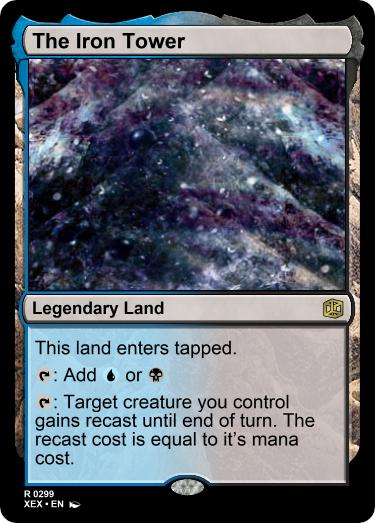 The Iron Tower
Legendary Land
This land enters tapped.
: Add or
: Target creature you control
gains recast until end of turn. The
recast cost is equal to it's mana
cost.
R 0299
XEX • EN